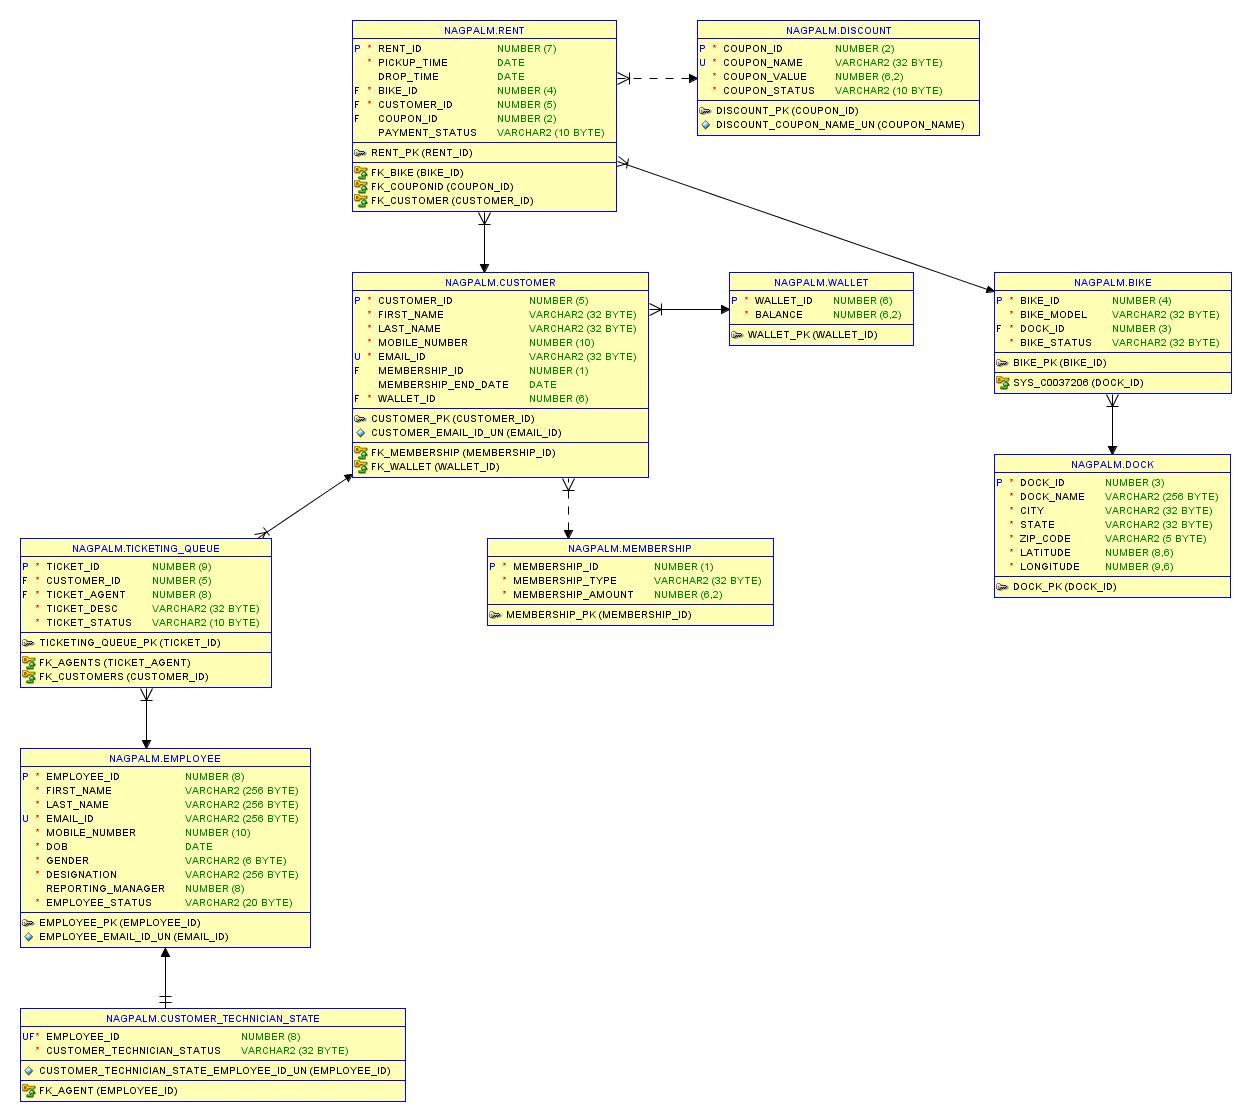 NAGPALM.RENT
P * RENT_ID NUMBER (7)
* PICKUP_TIME DATE
DROP_TIME DATE
F * BIKE_ID NUMBER (4)
F * CUSTOMER_ID NUMBER (5)
F COUPON_ID NUMBER (2)
PAYMENT_STATUS VARCHAR2 (10 BYTE)
RENT_PK (RENT_ID)
FK_BIKE (BIKE_ID)
FK_COUPONID (COUPON_ID)
FK_CUSTOMER (CUSTOMER_ID)
NAGPALM.DISCOUNT
P * COUPON_ID NUMBER (2)
U * COUPON_NAME VARCHAR2 (32 BYTE)
* COUPON_VALUE NUMBER (6,2)
* COUPON_STATUS VARCHAR2 (10 BYTE)
DISCOUNT_PK (COUPON_ID)
DISCOUNT_COUPON_NAME_UN (COUPON_NAME)
NAGPALM.CUSTOMER
P * CUSTOMER_ID NUMBER (5)
* FIRST_NAME VARCHAR2 (32 BYTE)
* LAST_NAME VARCHAR2 (32 BYTE)
* MOBILE_NUMBER NUMBER (10)
U * EMAIL_ID VARCHAR2 (32 BYTE)
F MEMBERSHIP_ID NUMBER (1)
MEMBERSHIP_END_DATE DATE
F * WALLET_ID NUMBER (6)
CUSTOMER_PK (CUSTOMER_ID)
CUSTOMER_EMAIL_ID_UN (EMAIL_ID)
FK_MEMBERSHIP (MEMBERSHIP_ID)
FK_WALLET (WALLET_ID)
NAGPALM.WALLET
P * WALLET_ID NUMBER (6)
* BALANCE NUMBER (6,2)
WALLET_PK (WALLET_ID)
NAGPALM.BIKE
P * BIKE_ID NUMBER (4)
* BIKE_MODEL VARCHAR2 (32 BYTE)
F * DOCK_ID NUMBER (3)
* BIKE_STATUS VARCHAR2 (32 BYTE)
BIKE_PK (BIKE_ID)
SYS_C0037206 (DOCK_ID)
NAGPALM.DOCK
P * DOCK_ID NUMBER (3)
* DOCK_NAME VARCHAR2 (256 BYTE)
* CITY VARCHAR2 (32 BYTE)
* STATE VARCHAR2 (32 BYTE)
* ZIP_CODE VARCHAR2 (5 BYTE)
* LATITUDE NUMBER (8,6)
* LONGITUDE NUMBER (9,6)
DOCK_PK (DOCK_ID)
NAGPALM.TICKETING_QUEUE
P * TICKET_ID NUMBER (9)
F * CUSTOMER_ID NUMBER (5)
F * TICKET_AGENT NUMBER (8)
* TICKET_DESC VARCHAR2 (32 BYTE)
* TICKET_STATUS VARCHAR2 (10 BYTE)
TICKETING_QUEUE_PK (TICKET_ID)
FK_AGENTS (TICKET_AGENT)
FK_CUSTOMERS (CUSTOMER_ID)
NAGPALM.MEMBERSHIP
P * MEMBERSHIP_ID NUMBER (1)
* MEMBERSHIP_TYPE VARCHAR2 (32 BYTE)
* MEMBERSHIP_AMOUNT NUMBER (6,2)
MEMBERSHIP_PK (MEMBERSHIP_ID)
NAGPALM.EMPLOYEE
P * EMPLOYEE_ID NUMBER (8)
* FIRST_NAME VARCHAR2 (256 BYTE)
* LAST_NAME VARCHAR2 (256 BYTE)
U * EMAIL_ID VARCHAR2 (256 BYTE)
* MOBILE_NUMBER NUMBER (10)
* DOB DATE
* GENDER VARCHAR2 (6 BYTE)
* DESIGNATION VARCHAR2 (256 BYTE)
REPORTING_MANAGER NUMBER (8)
* EMPLOYEE_STATUS VARCHAR2 (20 BYTE)
EMPLOYEE_PK (EMPLOYEE_ID)
EMPLOYEE_EMAIL_ID_UN (EMAIL_ID)
NAGPALM.CUSTOMER_TECHNICIAN_STATE
UF * EMPLOYEE_ID NUMBER (8)
* CUSTOMER_TECHNICIAN_STATUS VARCHAR2 (32 BYTE)
CUSTOMER_TECHNICIAN_STATE_EMPLOYEE_ID_UN (EMPLOYEE_ID)
FK_AGENT (EMPLOYEE_ID)